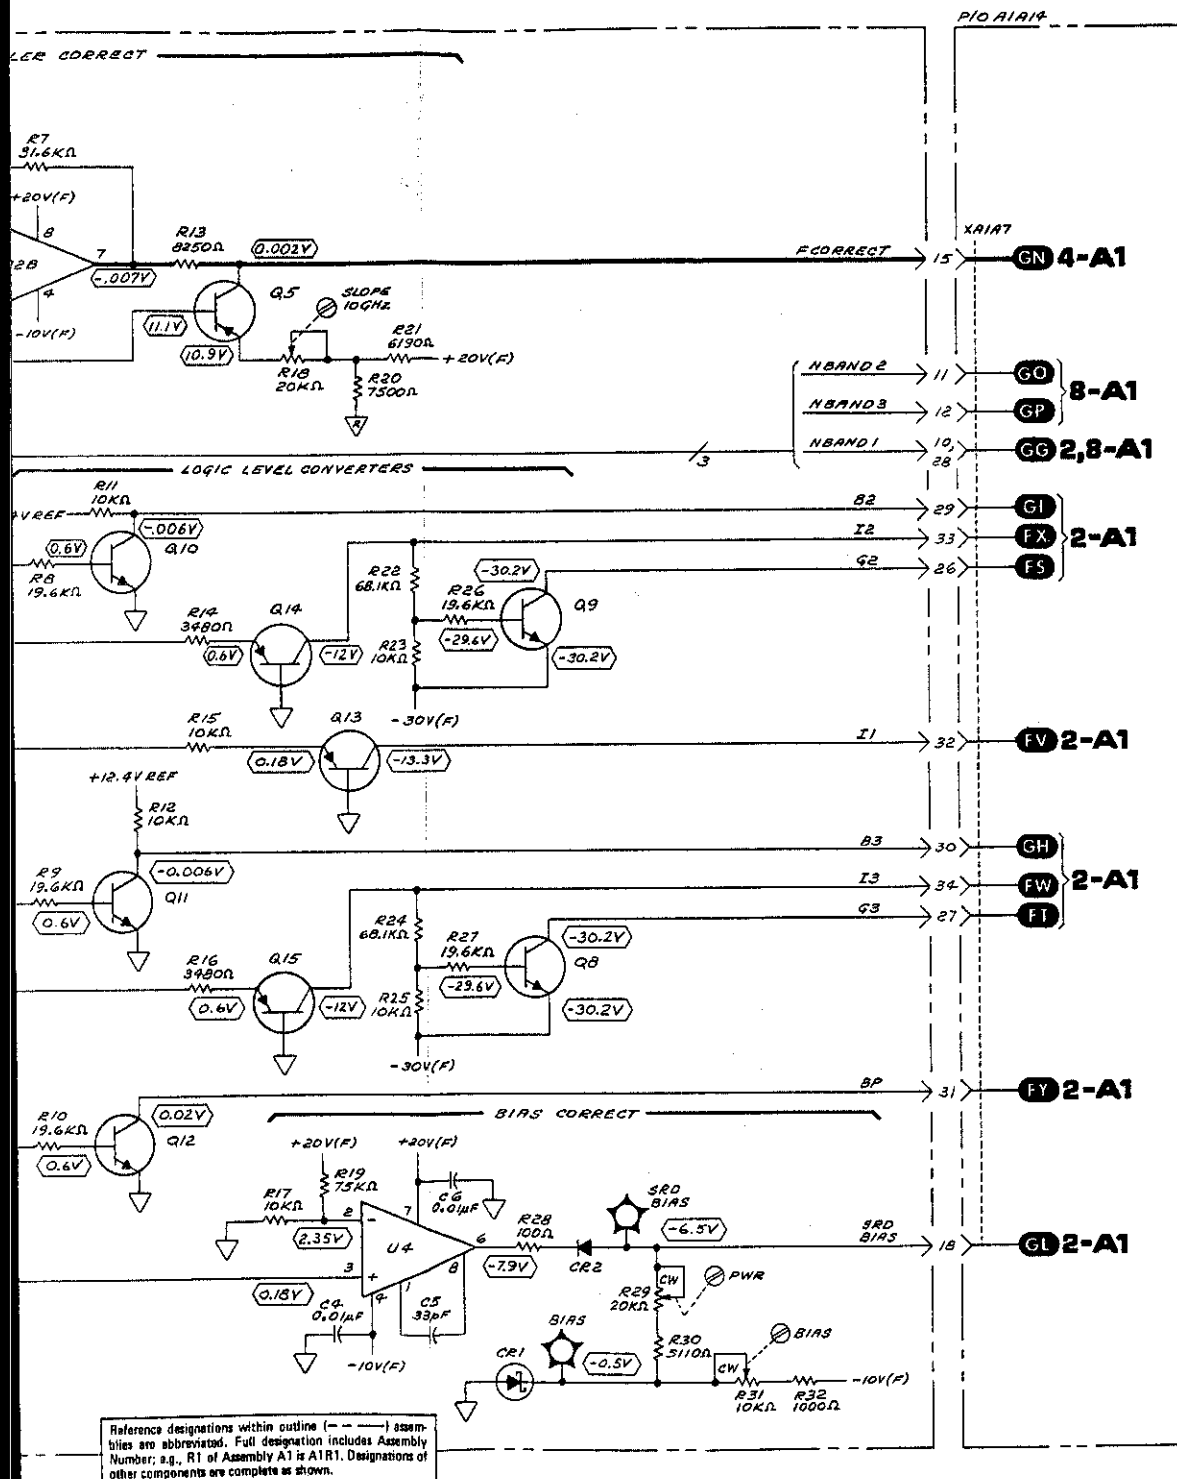 P/O A1A14
LER CORRECT
R7
31.6KΩ
+20V(F)
8
7
2B
-.007V
4
-10V(F)
R13
8250Ω
0.002V
Q5
SLOPE
10GHZ
11.1V
10.9V
R18
20KΩ
R21
6190Ω
+20V(F)
R20
7500Ω
R
FCORRECT
15
XA1A7
GN 4-A1
NBAND2
11
GO
8-A1
NBAND3
12
GP
3
NBAND1
10,
28
GG 2,8-A1
LOGIC LEVEL CONVERTERS
R11
10KΩ
VREF
-.006V
0.6V
Q10
R8
19.6KΩ
B2
29
GI
I2
33
FX
2-A1
G2
26
FS
R14
3480Ω
Q14
0.6V
-12V
R22
68.1KΩ
R26
19.6KΩ
-30.2V
Q9
-29.6V
R23
10KΩ
-30.2V
-30V(F)
R15
10KΩ
Q13
0.18V
-13.3V
I1
32
FV 2-A1
+12.4V REF
R12
10KΩ
R9
19.6KΩ
-0.006V
Q11
0.6V
B3
30
GH
I3
34
FW
2-A1
G3
27
FT
R16
3480Ω
Q15
0.6V
-12V
R24
68.1KΩ
R27
19.6KΩ
-30.2V
Q8
-29.6V
R25
10KΩ
-30.2V
-30V(F)
BP
31
FY 2-A1
R10
19.6KΩ
0.02V
Q12
0.6V
BIAS CORRECT
+20V(F)
+20V(F)
R19
75KΩ
C6
0.01µF
R17
10KΩ
2
-
7
U4
6
2.35V
3
+
4
1
8
0.18V
C4
0.01µF
C5
33pF
-10V(F)
-7.9V
R28
100Ω
CR2
SRD
BIAS
-6.5V
SRD
BIAS
18
GL 2-A1
CW
PWR
R29
20KΩ
R30
5110Ω
BIAS
CR1
-0.5V
CW
BIAS
R31
10KΩ
R32
1000Ω
-10V(F)
Reference designations within outline (— — ——) assem-
blies are abbreviated. Full designation includes Assembly
Number; e.g., R1 of Assembly A1 is A1R1. Designations of
other components are complete as shown.